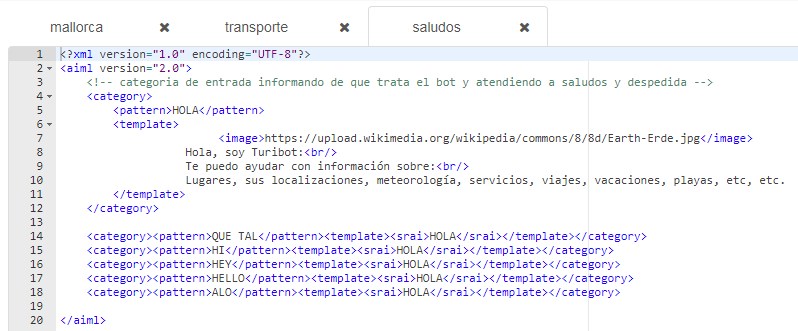 mallorca ✖ transporte ✖ saludos ✖
1 <?xml version="1.0" encoding="UTF-8"?>
2 <aiml version="2.0">
3 <!-- categoria de entrada informando de que trata el bot y atendiendo a saludos y despedida -->
4 <category>
5 <pattern>HOLA</pattern>
6 <template>
7 <image>https://upload.wikimedia.org/wikipedia/commons/8/8d/Earth-Erde.jpg</image>
8 Hola, soy Turibot:<br/>
9 Te puedo ayudar con información sobre:<br/>
10 Lugares, sus localizaciones, meteorología, servicios, viajes, vacaciones, playas, etc, etc.
11 </template>
12 </category>
13
14 <category><pattern>QUE TAL</pattern><template><srai>HOLA</srai></template></category>
15 <category><pattern>HI</pattern><template><srai>HOLA</srai></template></category>
16 <category><pattern>HEY</pattern><template><srai>HOLA</srai></template></category>
17 <category><pattern>HELLO</pattern><template><srai>HOLA</srai></template></category>
18 <category><pattern>ALO</pattern><template><srai>HOLA</srai></template></category>
19
20 </aiml>